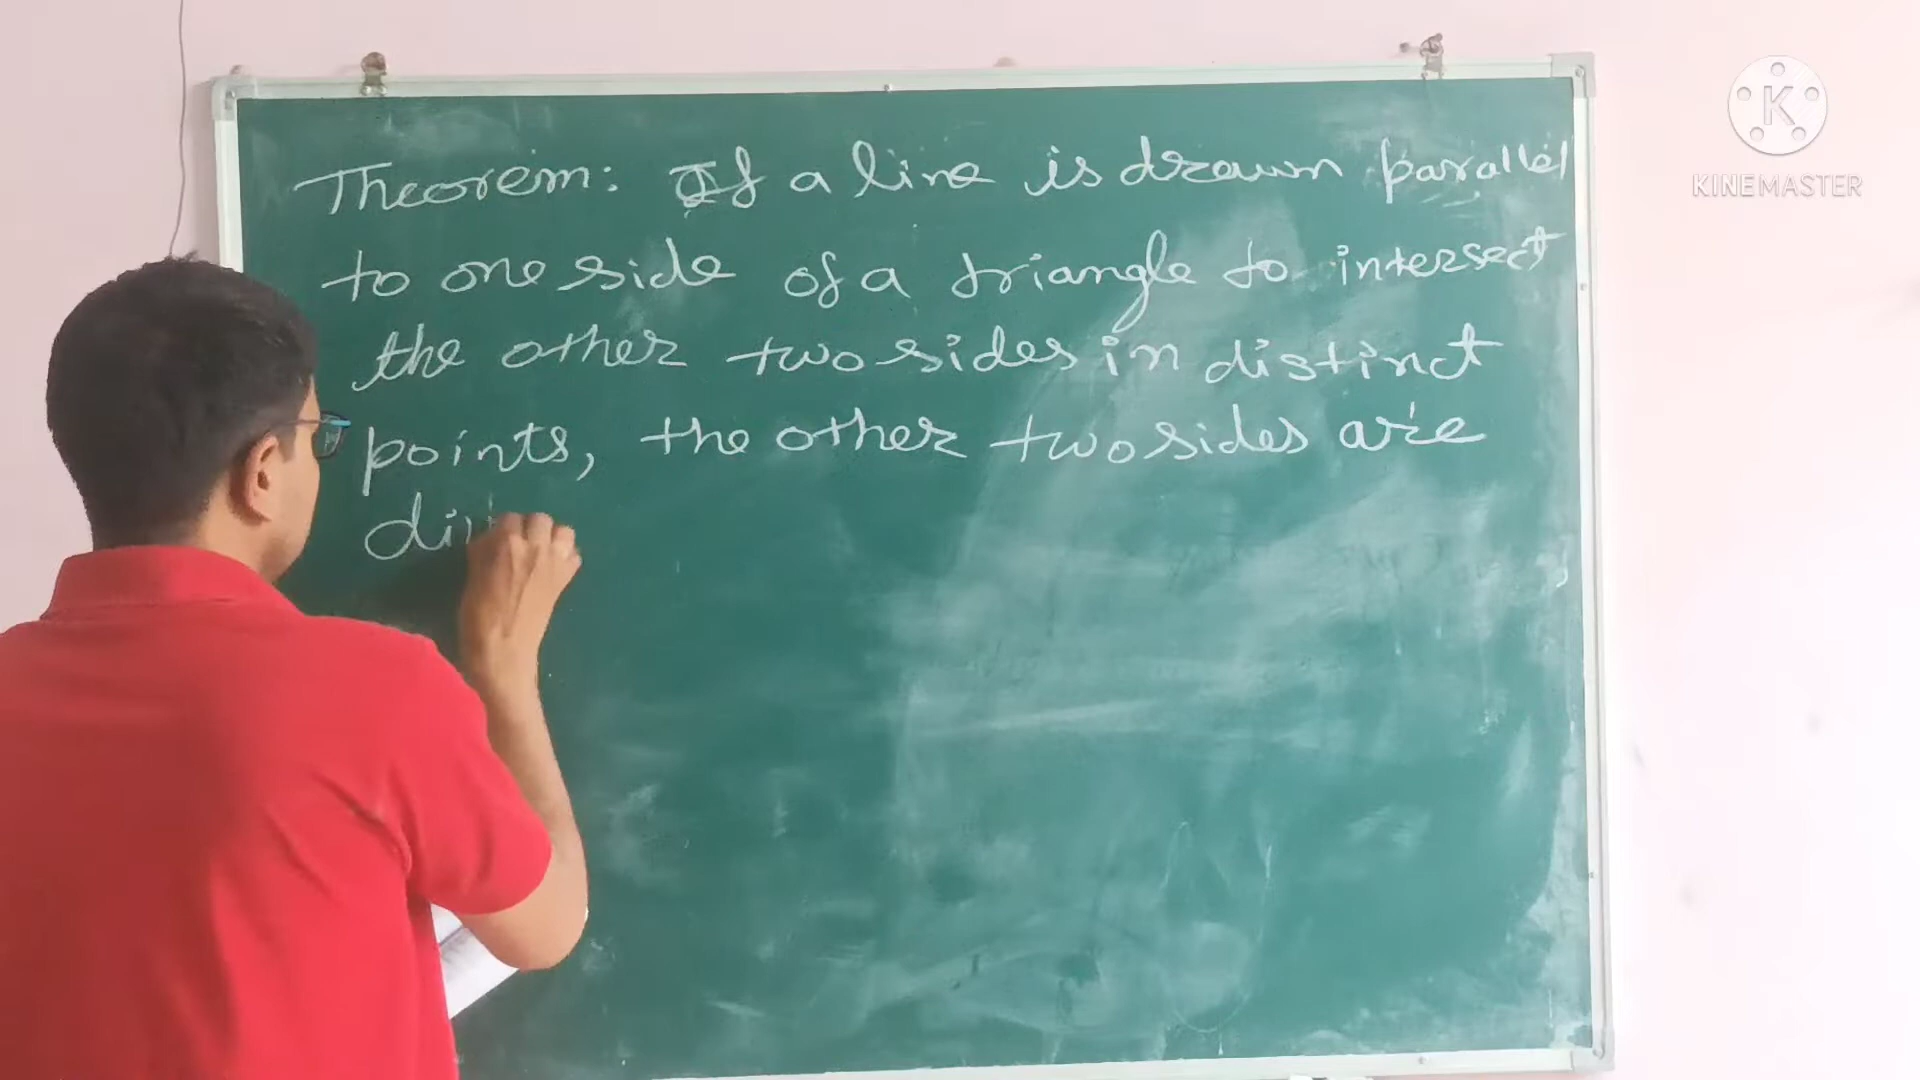 Theorem: If a line is drawn parallel
to one side of a triangle to intersect
the other two sides in distinct
points, the other two sides are
K
KINEMASTER